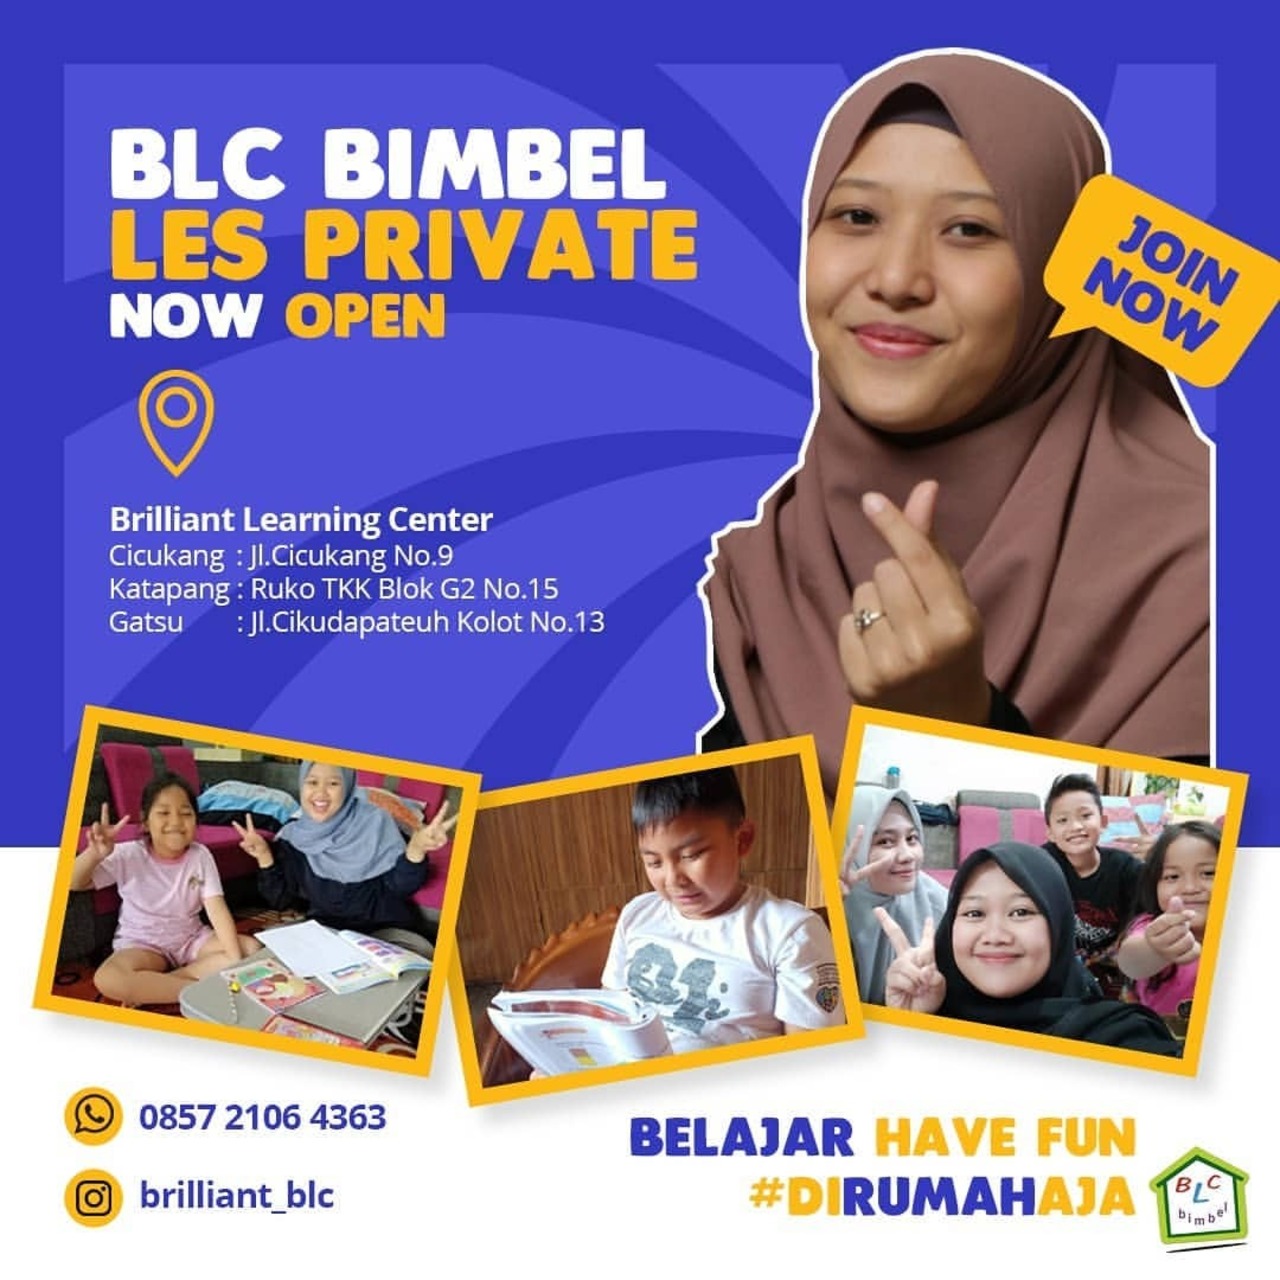 BLC BIMBEL
LES PRIVATE
NOW OPEN
JOIN
NOW
Brilliant Learning Center
Cicukang : Jl.Cicukang No.9
Katapang : Ruko TKK Blok G2 No.15
Gatsu : Jl.Cikudapateuh Kolot No.13
0857 2106 4363
brilliant_blc
BELAJAR HAVE FUN
#DIRUMAHAJA
BLC
bimbel